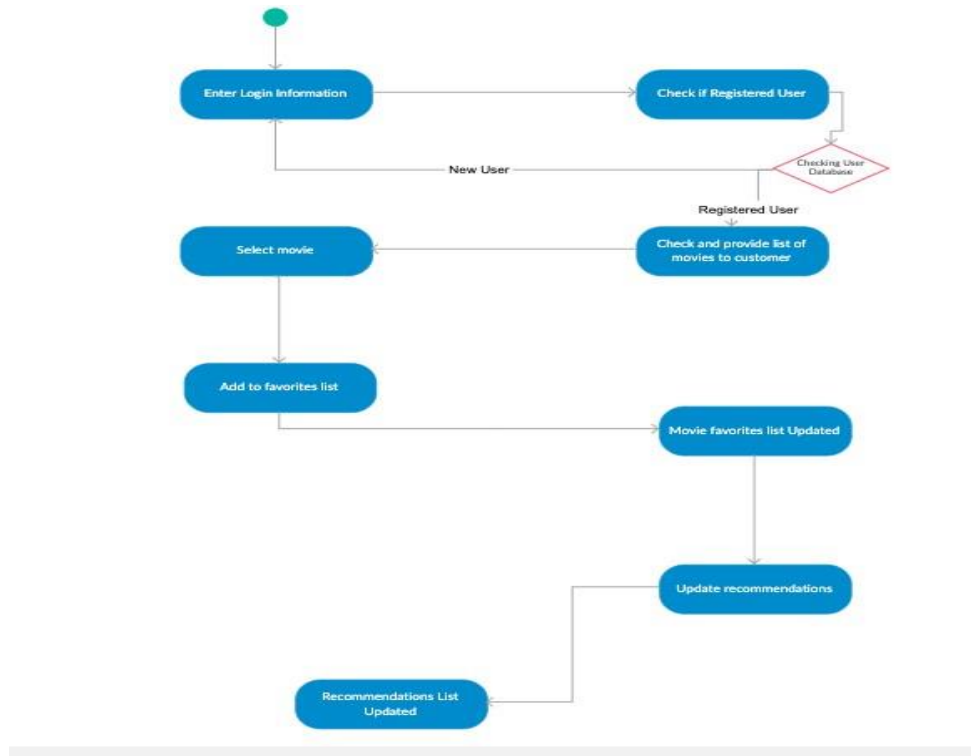 Enter Login Information
Check if Registered User
Checking User
Database
New User
Registered User
Select movie
Check and provide list of
movies to customer
Add to favorites list
Movie favorites list Updated
Update recommendations
Recommendations List
Updated